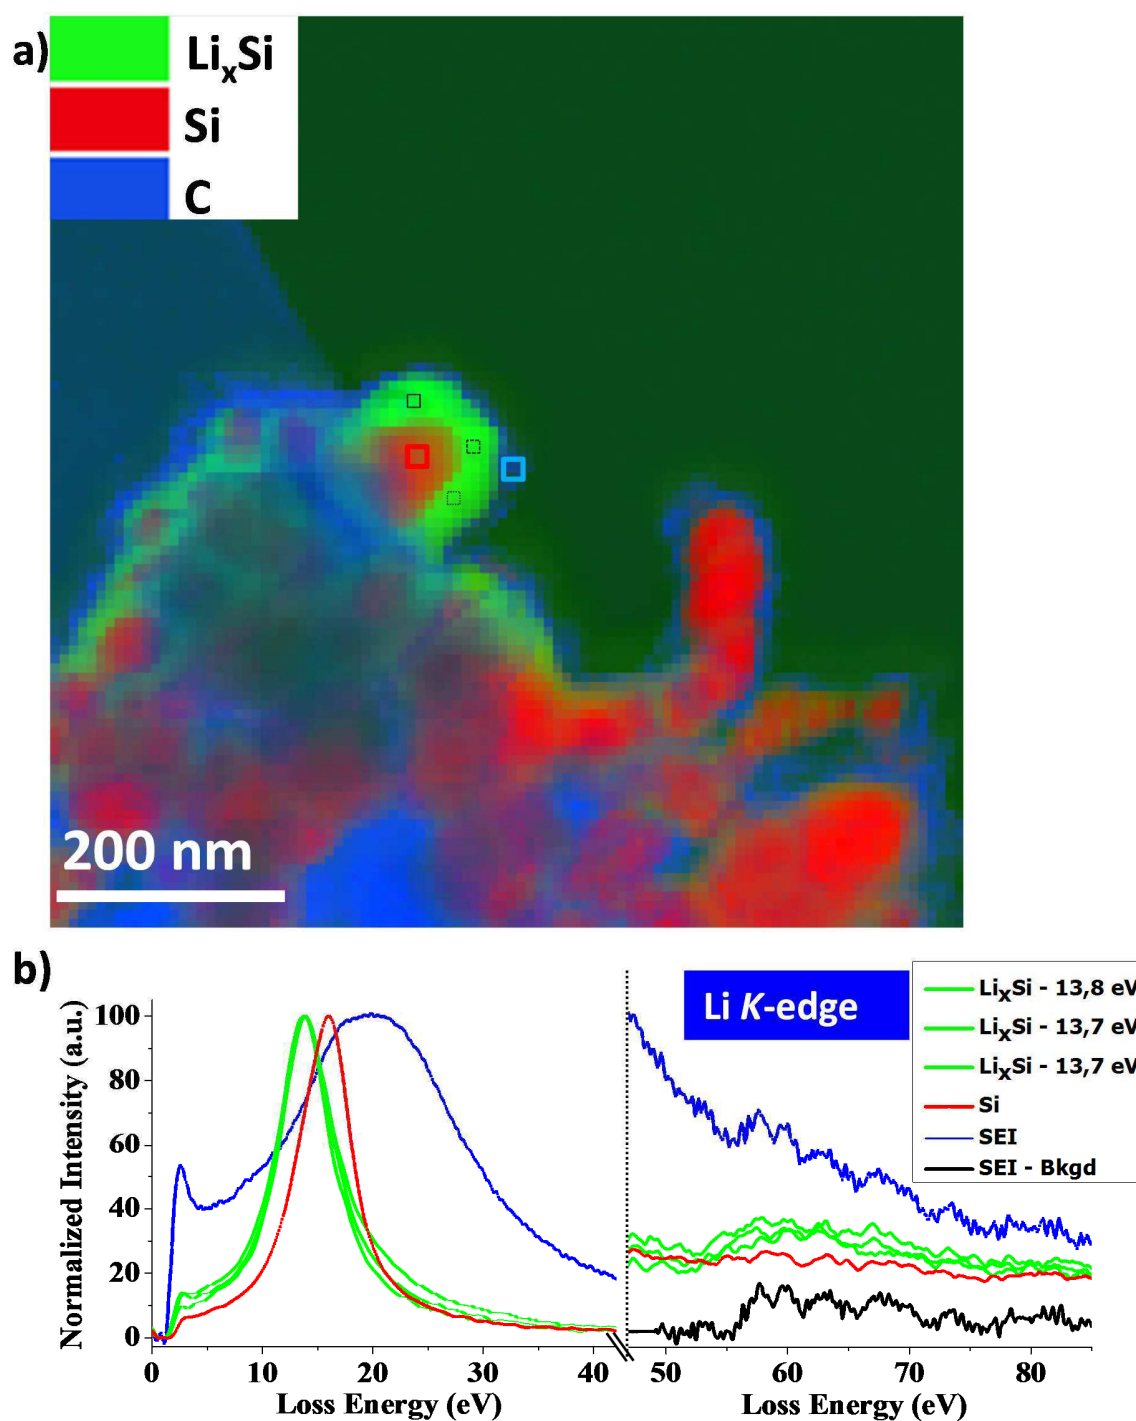 a)
LiₓSi
Si
C
200 nm
b)
Li K-edge
LiₓSi - 13,8 eV
LiₓSi - 13,7 eV
LiₓSi - 13,7 eV
Si
SEI
SEI - Bkgd
Normalized Intensity (a.u.)
100
80
60
40
20
0
0 10 20 30 40 50 60 70 80
Loss Energy (eV) Loss Energy (eV)